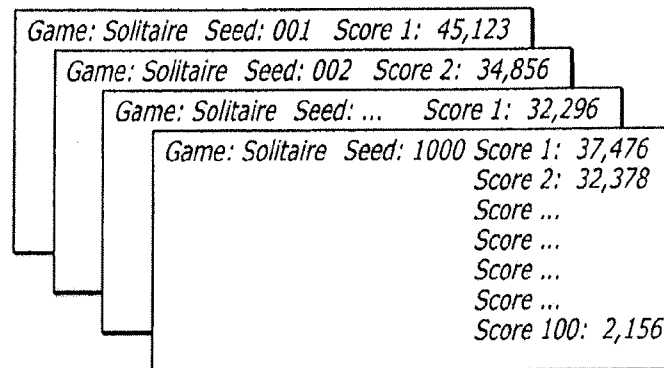 Game: Solitaire Seed: 001 Score 1: 45,123
Game: Solitaire Seed: 002 Score 2: 34,856
Game: Solitaire Seed: ... Score 1: 32,296
Game: Solitaire Seed: 1000 Score 1: 37,476
Score 2: 32,378
Score ...
Score ...
Score ...
Score ...
Score 100: 2,156